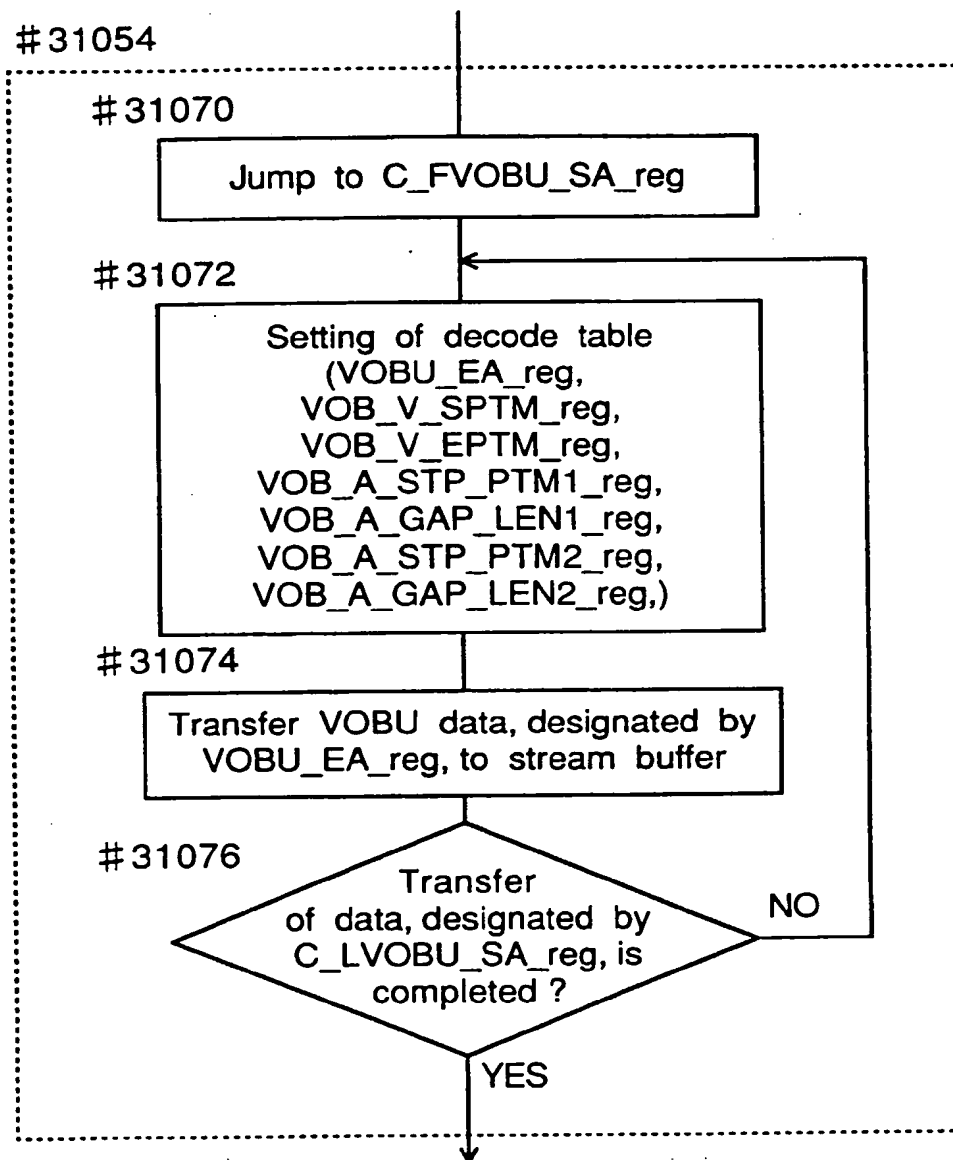 #31054
#31070
Jump to C_FVOBU_SA_reg
#31072
Setting of decode table
(VOBU_EA_reg,
VOB_V_SPTM_reg,
VOB_V_EPTM_reg,
VOB_A_STP_PTM1_reg,
VOB_A_GAP_LEN1_reg,
VOB_A_STP_PTM2_reg,
VOB_A_GAP_LEN2_reg,)
#31074
Transfer VOBU data, designated by
VOBU_EA_reg, to stream buffer
#31076
Transfer
of data, designated by
C_LVOBU_SA_reg, is
completed ?
NO
YES